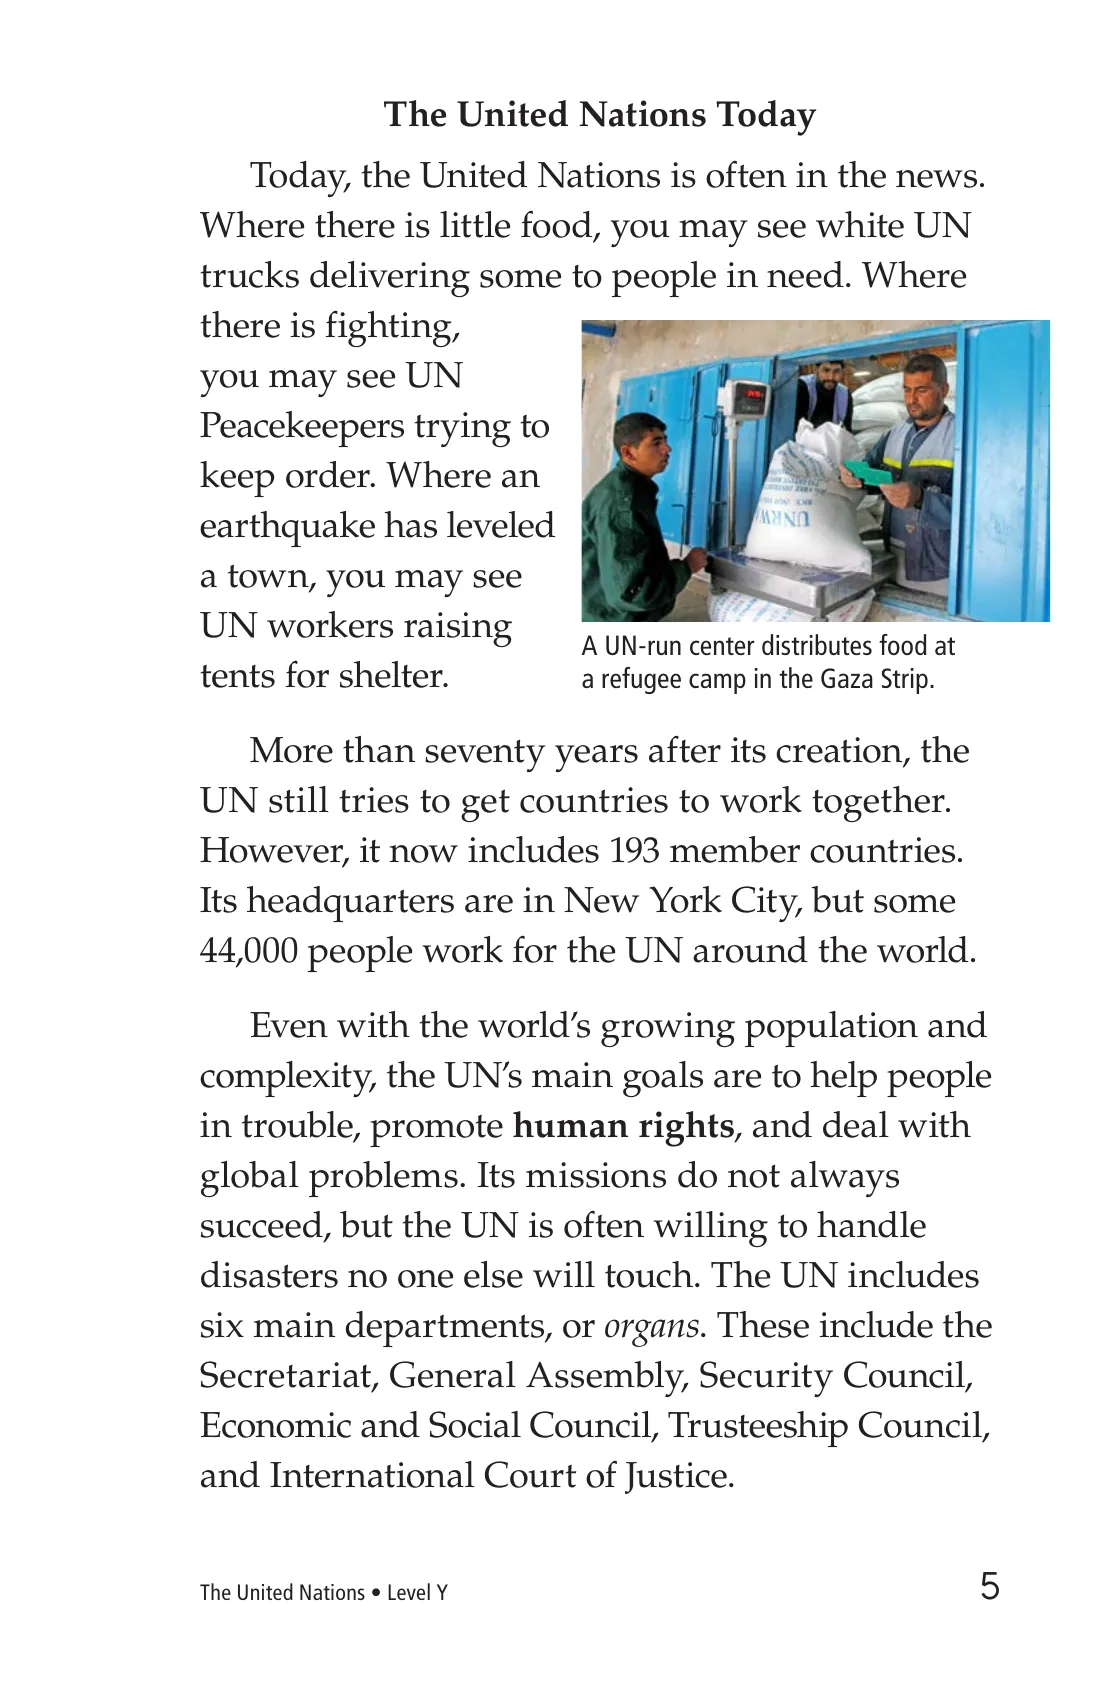 The United Nations Today
Today, the United Nations is often in the news.
Where there is little food, you may see white UN
trucks delivering some to people in need. Where
there is fighting,
you may see UN
Peacekeepers trying to
keep order. Where an
earthquake has leveled
a town, you may see
UN workers raising
tents for shelter.
UNRWA
A UN-run center distributes food at
a refugee camp in the Gaza Strip.
More than seventy years after its creation, the
UN still tries to get countries to work together.
However, it now includes 193 member countries.
Its headquarters are in New York City, but some
44,000 people work for the UN around the world.
Even with the world’s growing population and
complexity, the UN’s main goals are to help people
in trouble, promote human rights, and deal with
global problems. Its missions do not always
succeed, but the UN is often willing to handle
disasters no one else will touch. The UN includes
six main departments, or organs. These include the
Secretariat, General Assembly, Security Council,
Economic and Social Council, Trusteeship Council,
and International Court of Justice.
The United Nations • Level Y
5